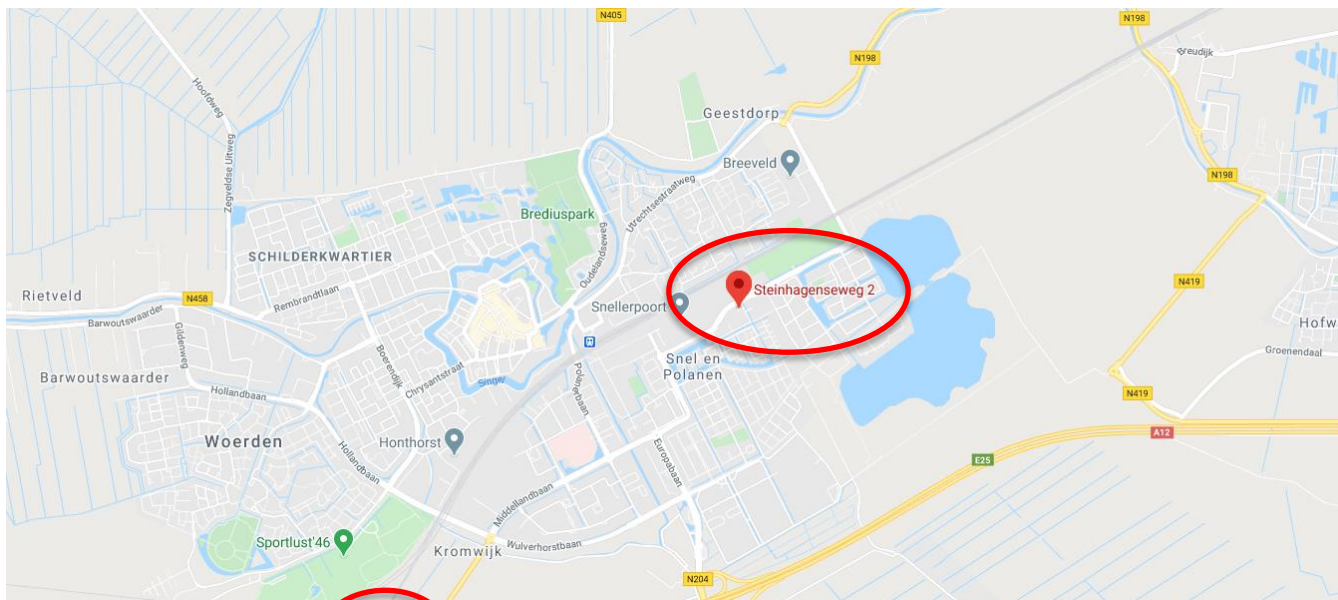 N405
N198
N198
Breudijk
Hoofdweg
Geestdorp
Zegveldse Uitweg
Breeveld
Utrechtsestraatweg
N198
Brediuspark
Oudelandseweg
SCHILDERKWARTIER
Rietveld
N458
Rembrandtlaan
Steinhagenseweg 2
N419
Snellerpoort
Barwoutswaarder
Gildenweg
Hofw
Boerendijk
Groenendaal
Snel en
Polanen
Chrysantstraat
Singel
Polanerbaan
Barwoutswaarder
Hollandbaan
N419
A12
Woerden
Honthorst
Hollandbaan
Europabaan
E25
Middellandbaan
Sportlust'46
Kromwijk
Wulverhorstbaan
N204